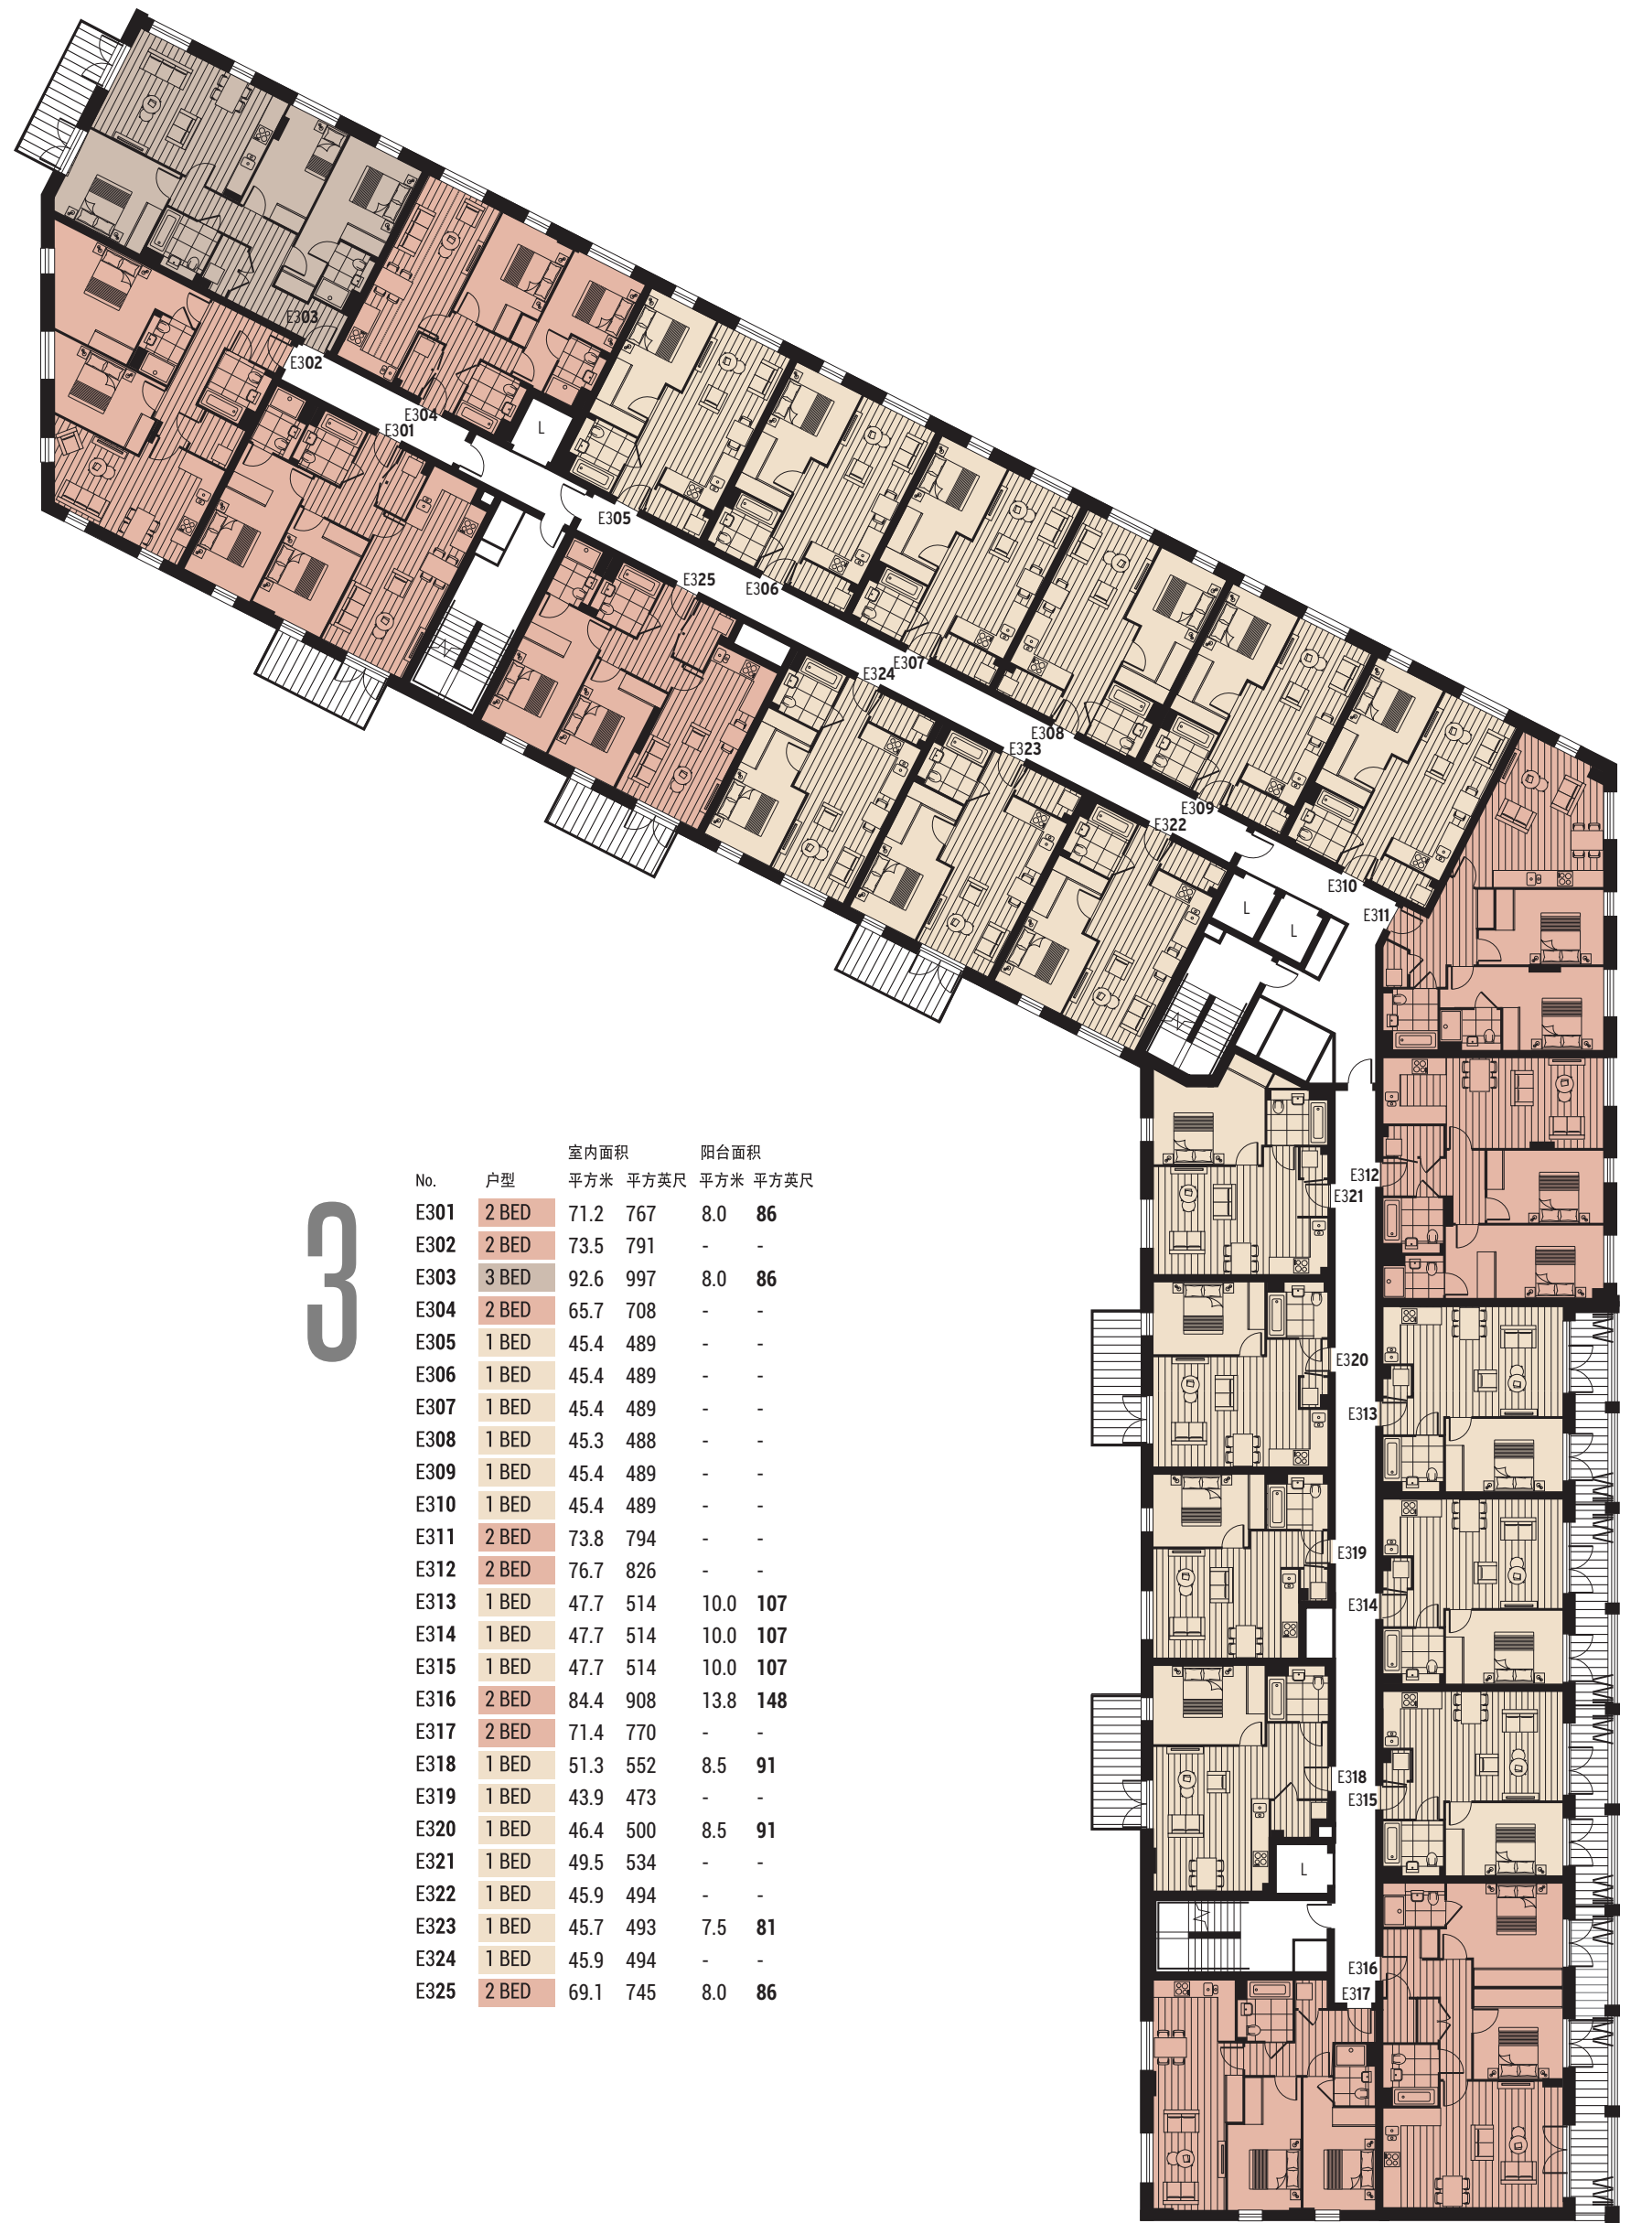 E303
E302
E304
E301
L
E305
E325
E306
E307
E324
E308
E323
E309
E322
E310
E311
L
L
3
室内面积 阳台面积
No. 户型 平方米 平方英尺 平方米 平方英尺
E301 2 BED 71.2 767 8.0 86
E302 2 BED 73.5 791 - -
E303 3 BED 92.6 997 8.0 86
E304 2 BED 65.7 708 - -
E305 1 BED 45.4 489 - -
E306 1 BED 45.4 489 - -
E307 1 BED 45.4 489 - -
E308 1 BED 45.3 488 - -
E309 1 BED 45.4 489 - -
E310 1 BED 45.4 489 - -
E311 2 BED 73.8 794 - -
E312 2 BED 76.7 826 - -
E313 1 BED 47.7 514 10.0 107
E314 1 BED 47.7 514 10.0 107
E315 1 BED 47.7 514 10.0 107
E316 2 BED 84.4 908 13.8 148
E317 2 BED 71.4 770 - -
E318 1 BED 51.3 552 8.5 91
E319 1 BED 43.9 473 - -
E320 1 BED 46.4 500 8.5 91
E321 1 BED 49.5 534 - -
E322 1 BED 45.9 494 - -
E323 1 BED 45.7 493 7.5 81
E324 1 BED 45.9 494 - -
E325 2 BED 69.1 745 8.0 86
E312
E321
E320
E313
E319
E314
E318
E315
L
E316
E317